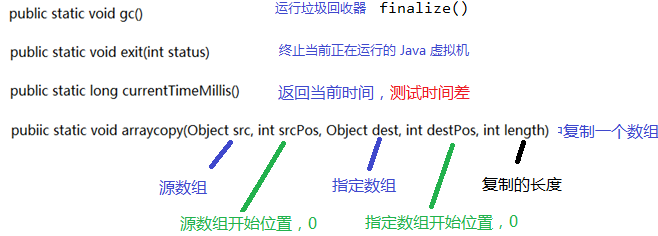 public static void gc() 运行垃圾回收器 finalize()
public static void exit(int status) 终止当前正在运行的 Java 虚拟机
public static long currentTimeMillis() 返回当前时间，测试时间差
pubiic static void arraycopy(Object src, int srcPos, Object dest, int destPos, int length) 复制一个数组
源数组 指定数组 复制的长度
源数组开始位置，0 指定数组开始位置，0